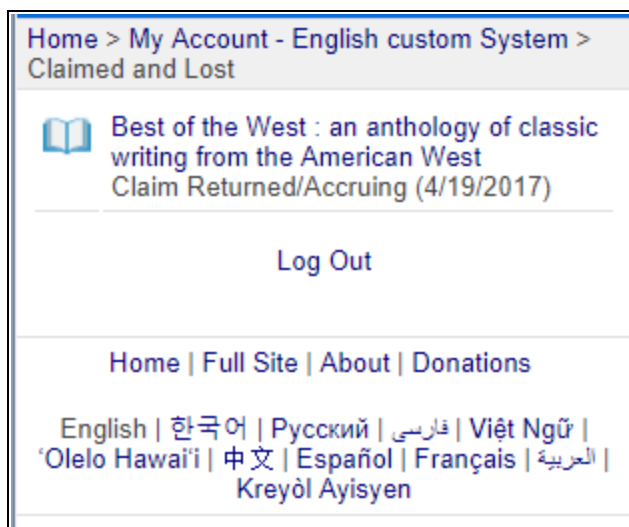 Home > My Account - English custom System >
Claimed and Lost
Best of the West : an anthology of classic
writing from the American West
Claim Returned/Accruing (4/19/2017)
Log Out
Home | Full Site | About | Donations
English | 한국어 | Русский | فارسی | Việt Ngữ |
ʻOlelo Hawaiʻi | 中文 | Español | Français | العربية |
Kreyòl Ayisyen